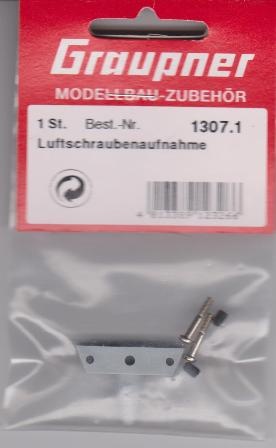 Graupner
MODELLBAU-ZUBEHÖR
1 St. Best.-Nr. 1307.1
Luftschraubenaufnahme